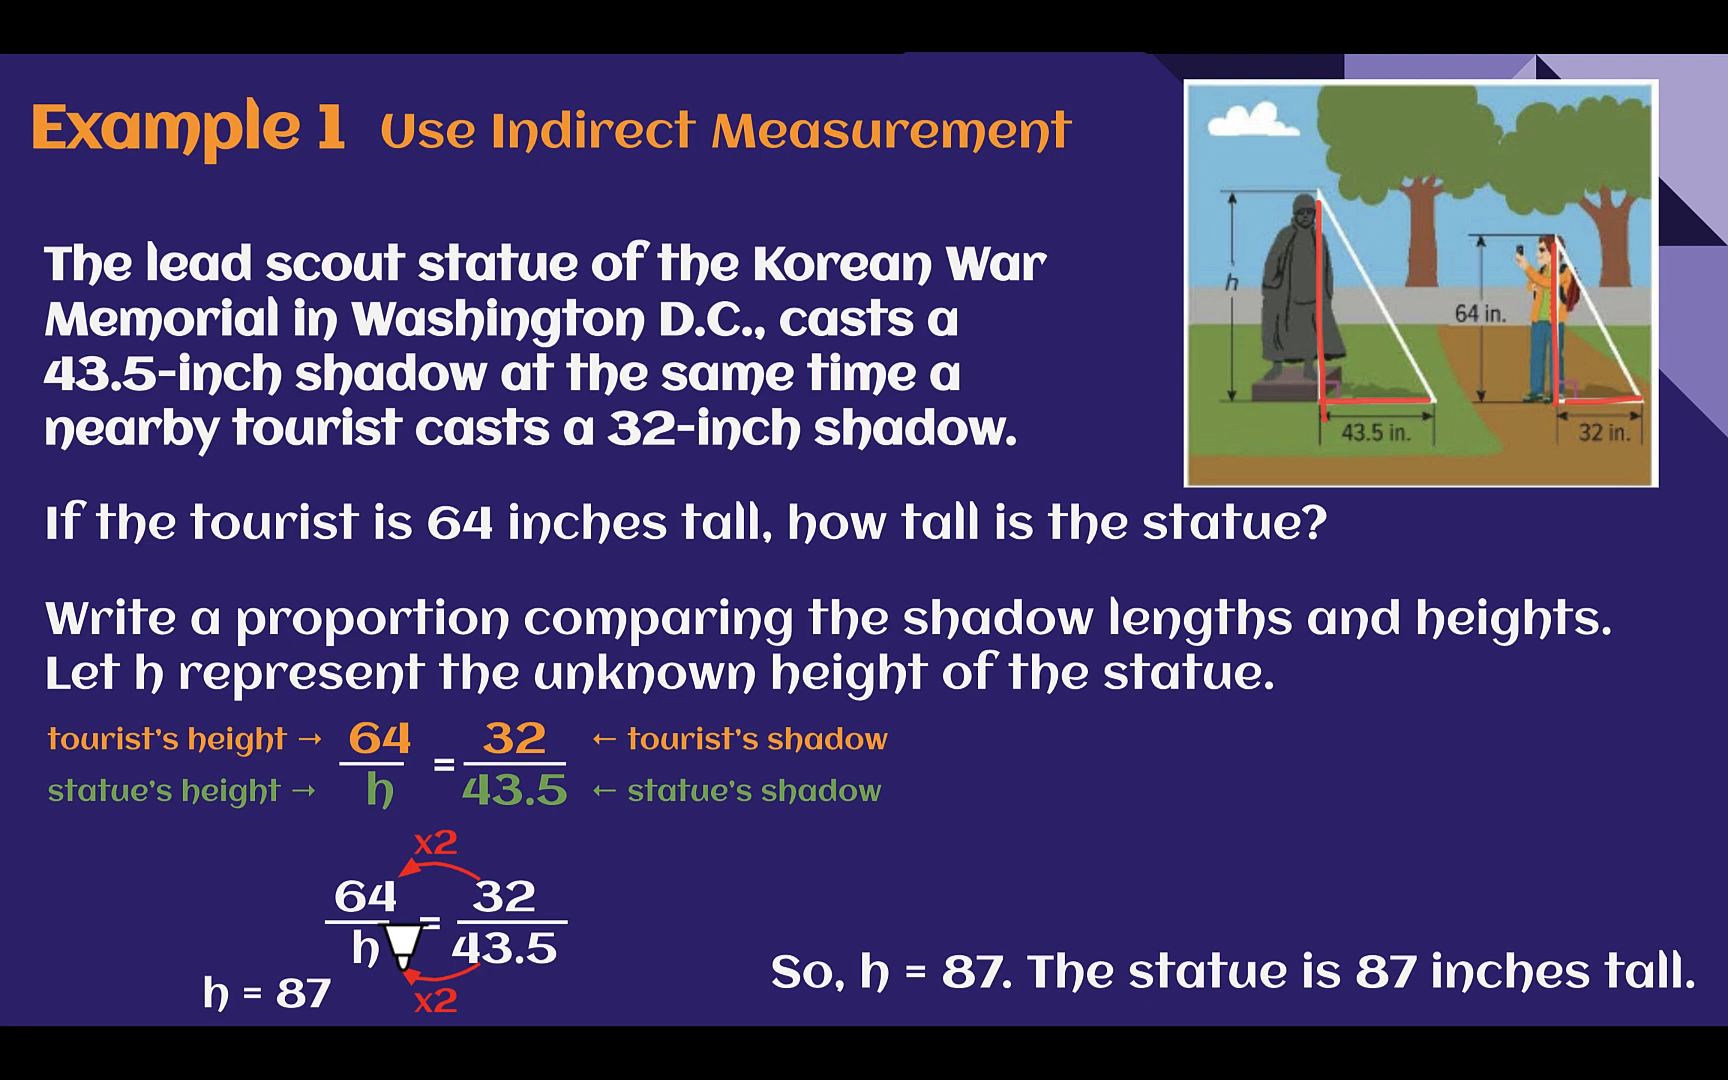 Example 1 Use Indirect Measurement
The lead scout statue of the Korean War
Memorial in Washington D.C., casts a
43.5-inch shadow at the same time a
nearby tourist casts a 32-inch shadow.
h
64 in.
43.5 in.
32 in.
If the tourist is 64 inches tall, how tall is the statue?
Write a proportion comparing the shadow lengths and heights.
Let h represent the unknown height of the statue.
tourist's height → 64 = 32 ← tourist's shadow
statue's height → h 43.5 ← statue's shadow
x2
64 = 32
h 43.5
x2
h = 87
So, h = 87. The statue is 87 inches tall.